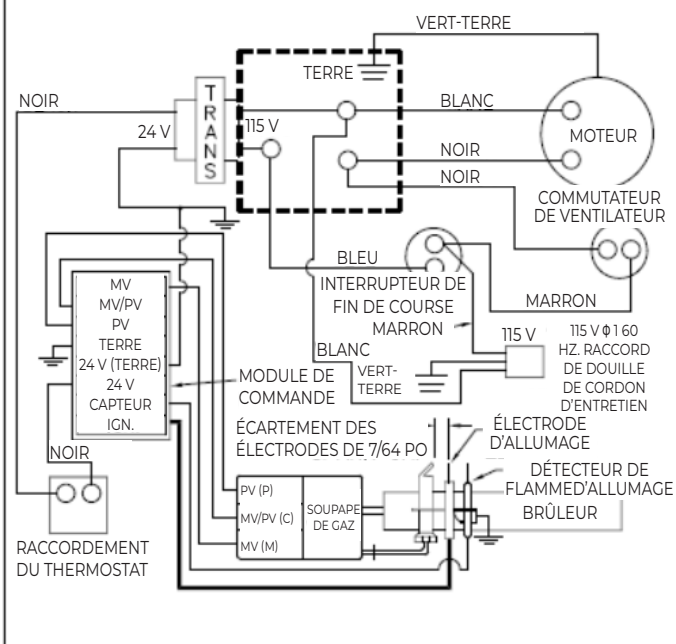 VERT-TERRE
TERRE
NOIR
TRANS
24 V
115 V
BLANC
MOTEUR
NOIR
NOIR
COMMUTATEUR
DE VENTILATEUR
BLEU
INTERRUPTEUR DE
FIN DE COURSE
MARRON
MARRON
MV
MV/PV
PV
TERRE
24 V (TERRE)
24 V
CAPTEUR
IGN.
115 V
115 V ϕ 1 60
HZ. RACCORD
DE DOUILLE
DE CORDON
D'ENTRETIEN
BLANC
VERT-
TERRE
MODULE DE
COMMANDE
NOIR
ÉCARTEMENT DES
ÉLECTRODES DE 7/64 PO
ÉLECTRODE
D'ALLUMAGE
DÉTECTEUR DE
FLAMMED'ALLUMAGE
BRÛLEUR
PV (P)
MV/PV (C)
MV (M)
SOUPAPE
DE GAZ
RACCORDEMENT
DU THERMOSTAT